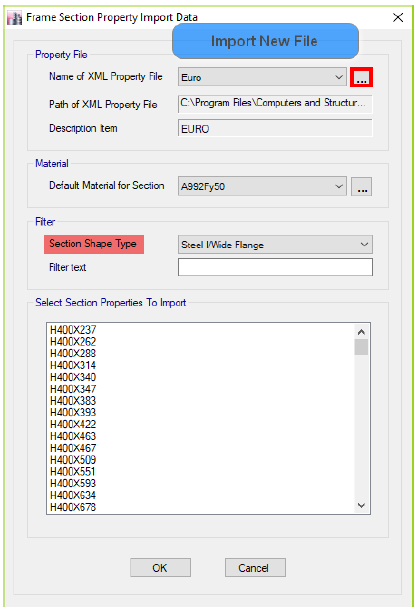 Frame Section Property Import Data
Import New File
Property File
Name of XML Property File Euro ...
Path of XML Property File C:\Program Files\Computers and Structur...
Description Item EURO
Material
Default Material for Section A992Fy50 ...
Filter
Section Shape Type Steel I/Wide Flange
Filter text
Select Section Properties To Import
H400X237
H400X262
H400X288
H400X314
H400X340
H400X347
H400X383
H400X393
H400X422
H400X463
H400X467
H400X509
H400X551
H400X593
H400X634
H400X678
OK Cancel